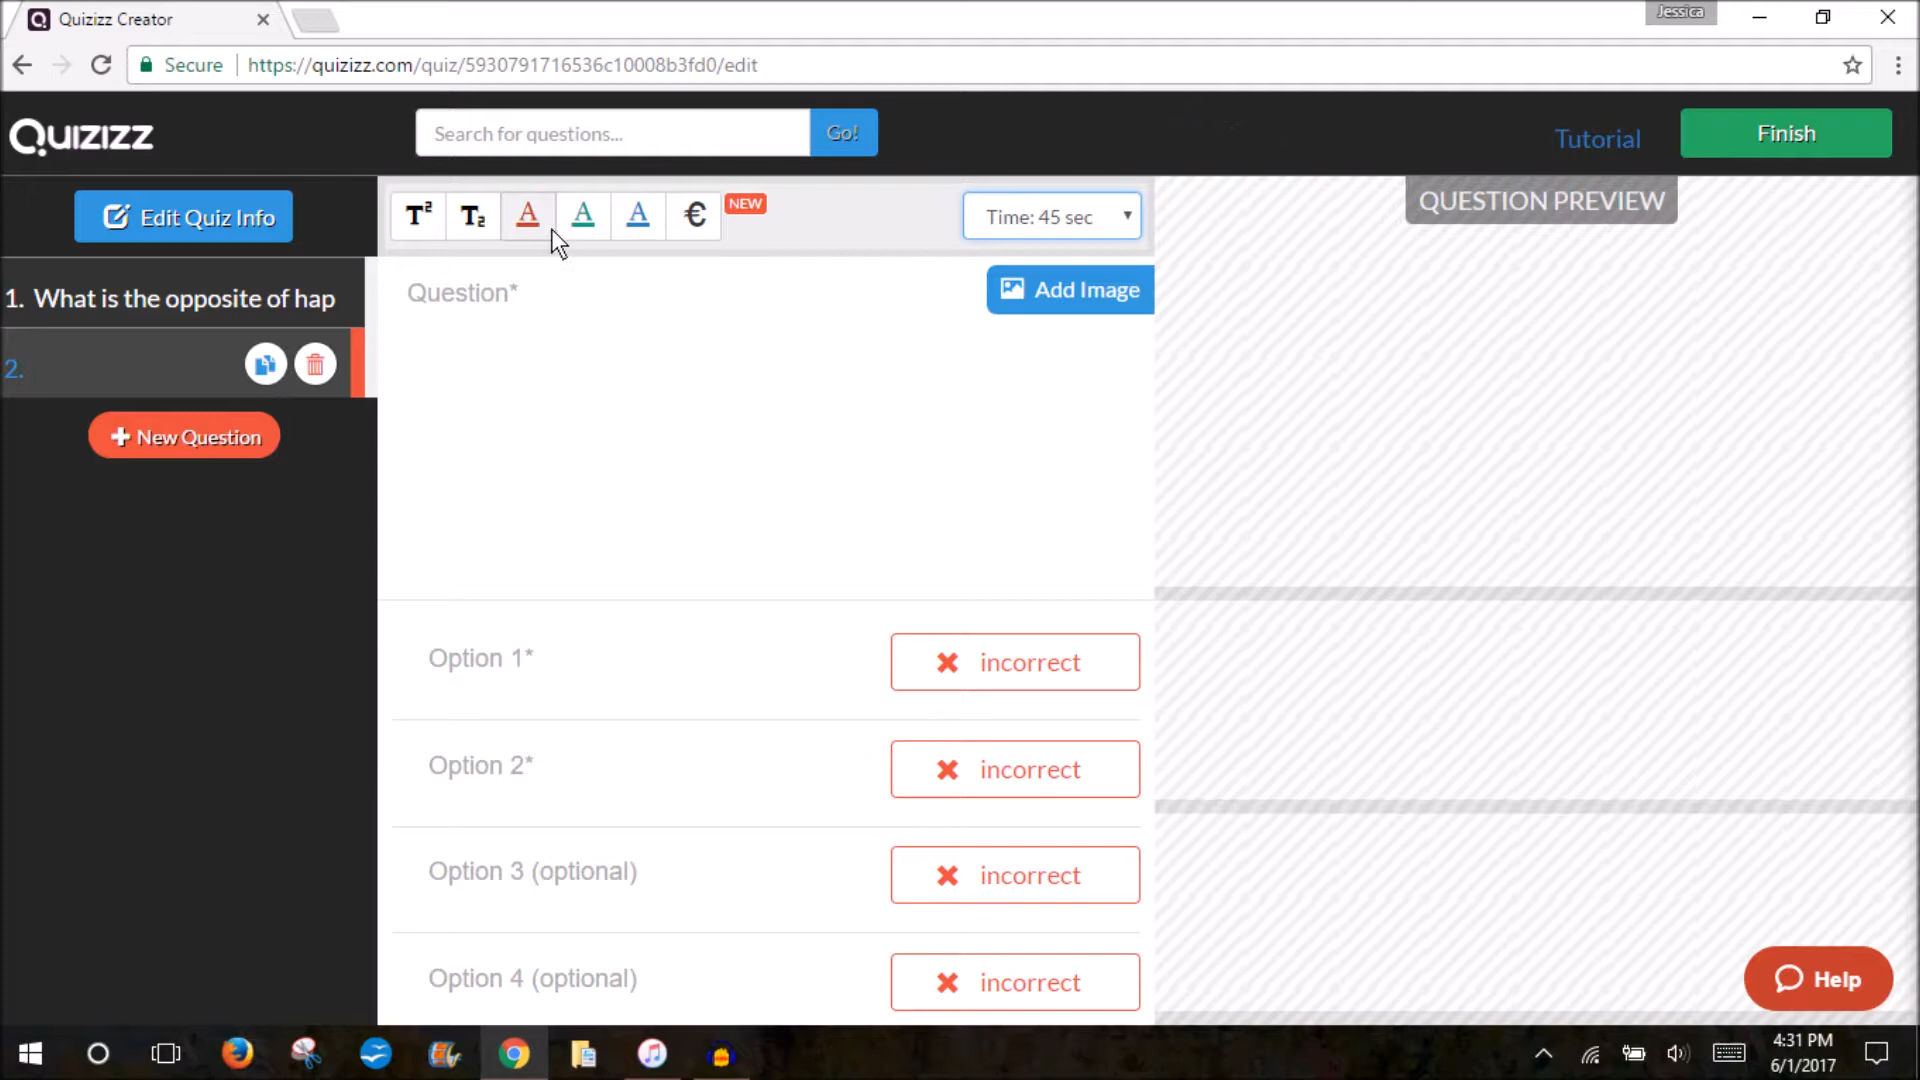 Quizizz Creator
Jessica
Secure
https://quizizz.com/quiz/5930791716536c10008b3fd0/edit
QUIZIZZ
Search for questions...
Go!
Tutorial
Finish
Edit Quiz Info
T² T₂ A A A € NEW
Time: 45 sec
QUESTION PREVIEW
1. What is the opposite of hap
Question*
Add Image
2.
New Question
Option 1*
incorrect
Option 2*
incorrect
Option 3 (optional)
incorrect
Option 4 (optional)
incorrect
Help
4:31 PM
6/1/2017